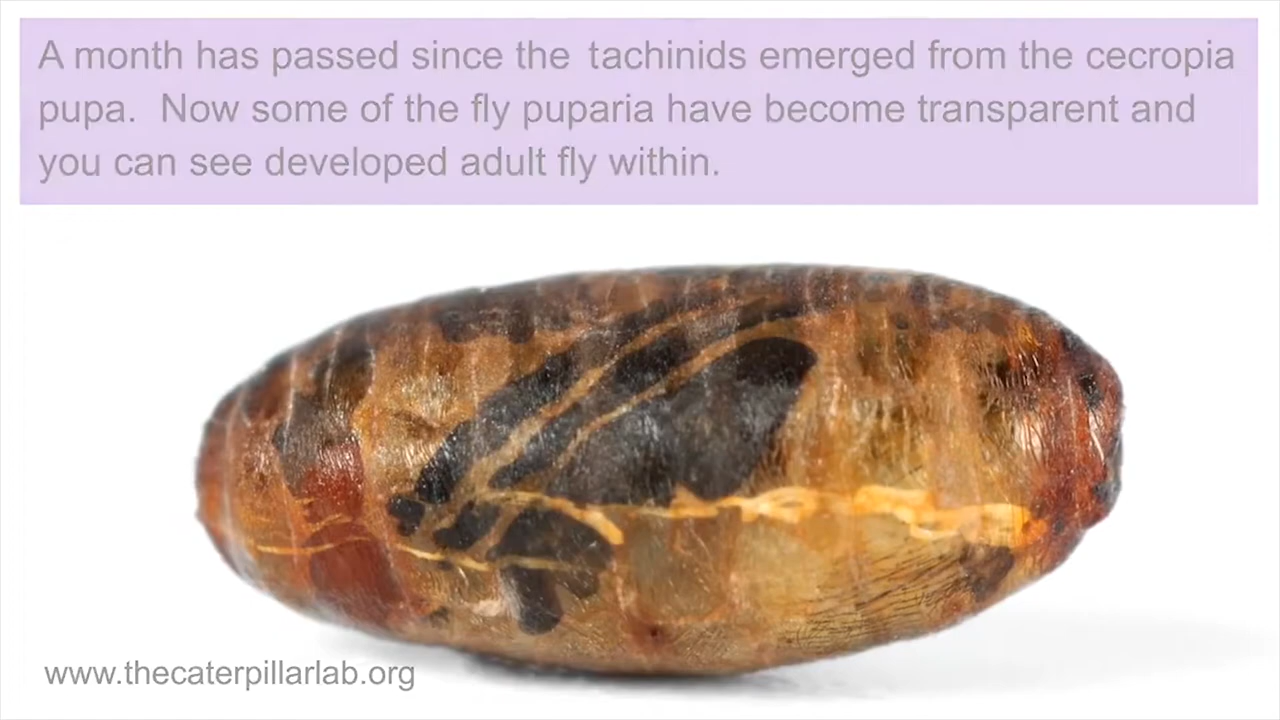 A month has passed since the tachinids emerged from the cecropia
pupa. Now some of the fly puparia have become transparent and
you can see developed adult fly within.
www.thecaterpillarlab.org